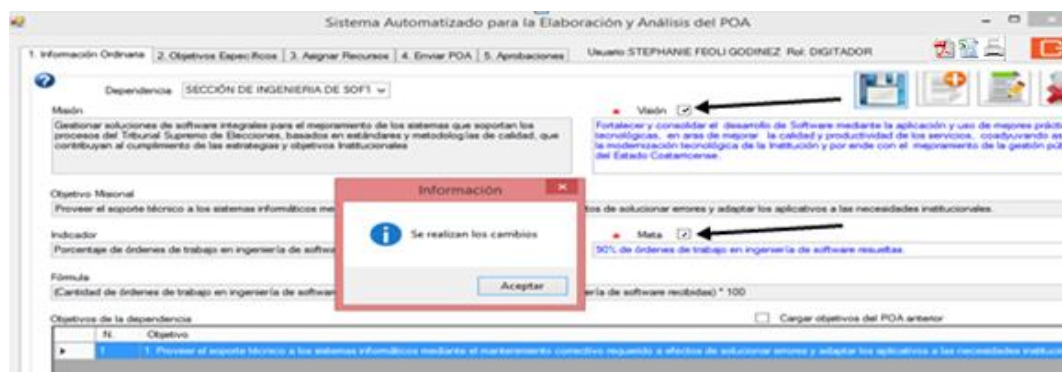 Sistema Automatizado para la Elaboración y Análisis del POA
1. Información Ordinaria 2. Objetivos Específicos 3. Asignar Recursos 4. Enviar POA 5. Aprobaciones Usuario: STEPHANIE FEOLI GODINEZ Rol: DIGITADOR
Dependencia SECCIÓN DE INGENIERIA DE SOFT
Misión
Gestionar soluciones de software integrales para el mejoramiento de los sistemas que soportan los
procesos del Tribunal Supremo de Elecciones, basados en estándares y metodologías de calidad, que
contribuyan al cumplimiento de las estrategias y objetivos Institucionales
Visión
Fortalecer y consolidar el desarrollo de Software mediante la aplicación y uso de mejores
tecnológicas, en aras de mejorar la calidad y productividad de los servicios, coadyuvando
la modernización tecnológica de la Institución y por ende con el mejoramiento de la gestión
del Estado Costarricense.
Objetivo Misional
Proveer el soporte técnico a los sistemas informáticos
de solucionar errores y adaptar los aplicativos a las necesidades institucionales.
Información
Se realizan los cambios
Aceptar
Indicador
Porcentaje de órdenes de trabajo en ingeniería de
Meta
90% de órdenes de trabajo en ingeniería de software resueltas.
Fórmula
(Cantidad de órdenes de trabajo en ingeniería de software
de software recibidas) * 100
Objetivos de la dependencia
Cargar objetivos del POA anterior
N. Objetivo
1 1. Proveer el soporte técnico a los sistemas informáticos mediante el mantenimiento correctivo requerido a efectos de solucionar errores y adaptar los aplicativos a las necesidades